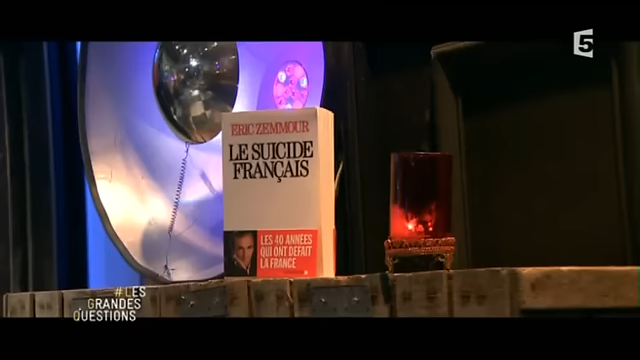 5
ERIC ZEMMOUR
LE SUICIDE
FRANÇAIS
LES 40 ANNÉES
QUI ONT DÉFAIT
LA FRANCE
#LES
GRANDES
QUESTIONS